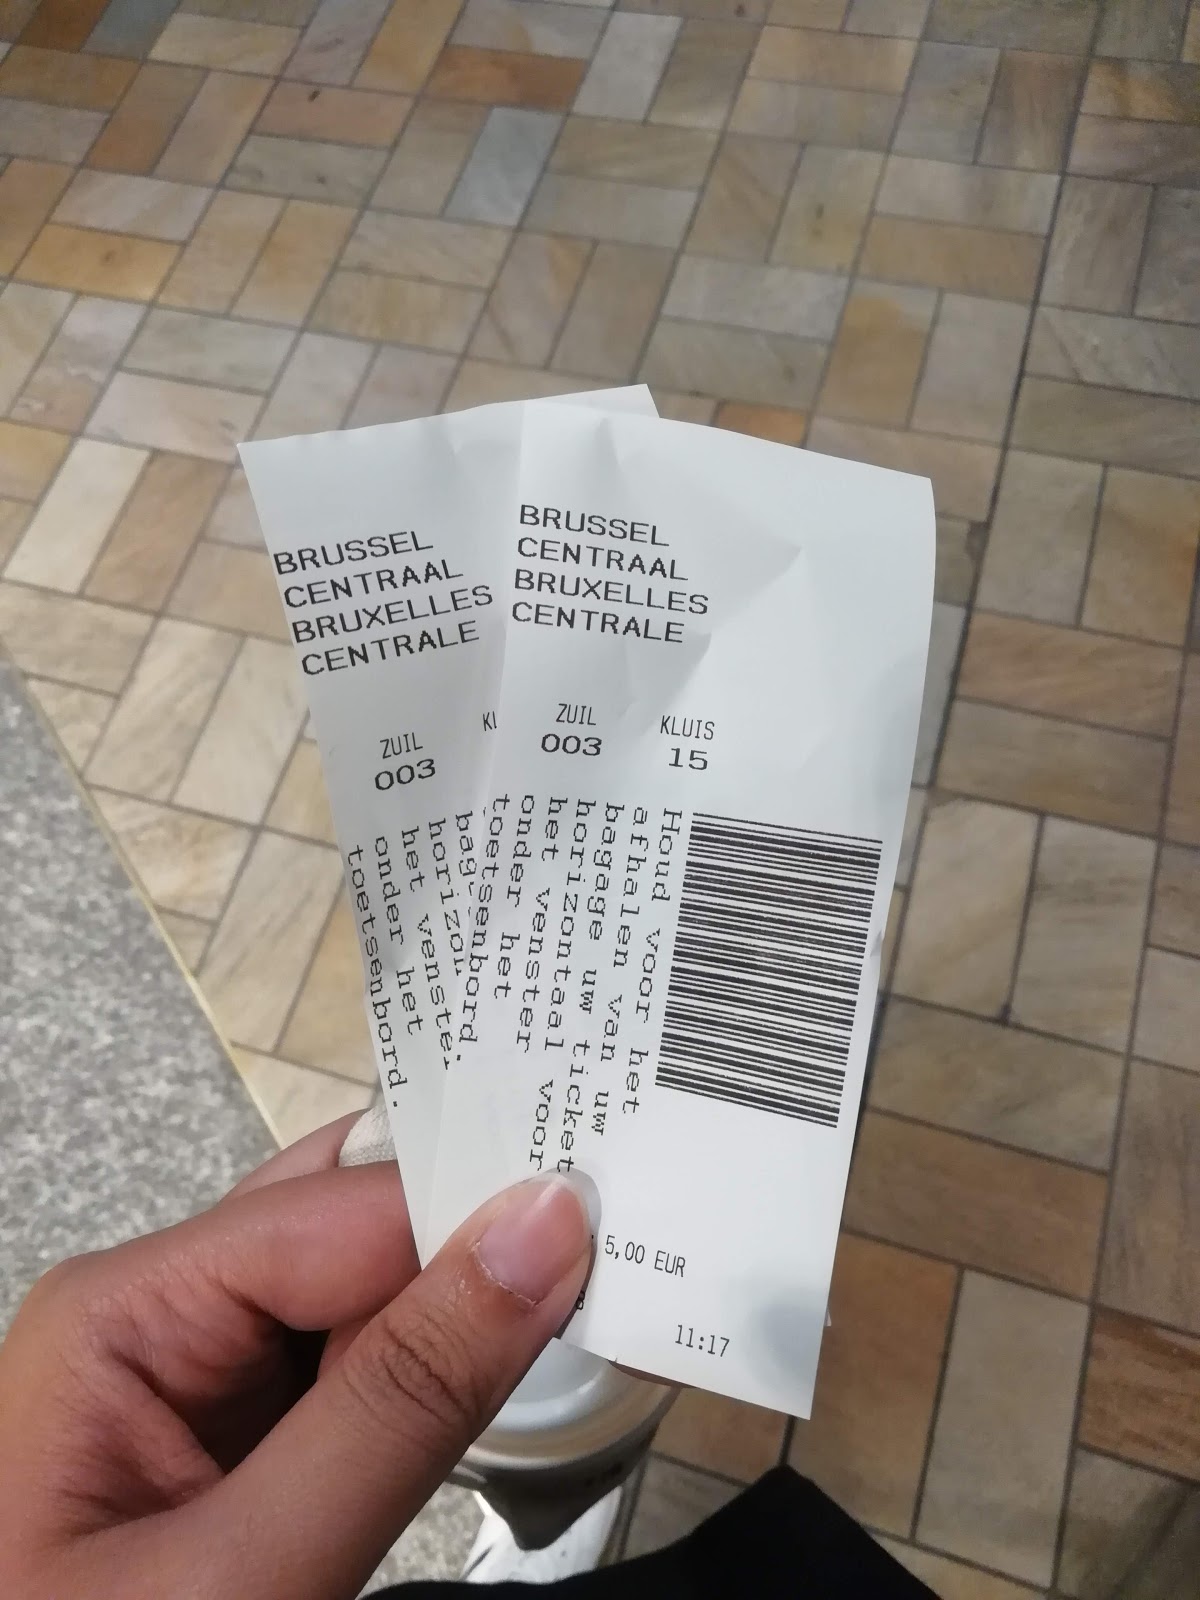 BRUSSEL
CENTRAAL
BRUXELLES
CENTRALE
ZUIL
003
toetsenbord.
onder het
het
horizon
BRUSSEL
CENTRAAL
BRUXELLES
CENTRALE
ZUIL KLUIS
003 15
Houd voor het
afhalen van uw
bagage uw ticket
horizontaal voor
het venster
onder het
toetsenbord.
5,00 EUR
11:17